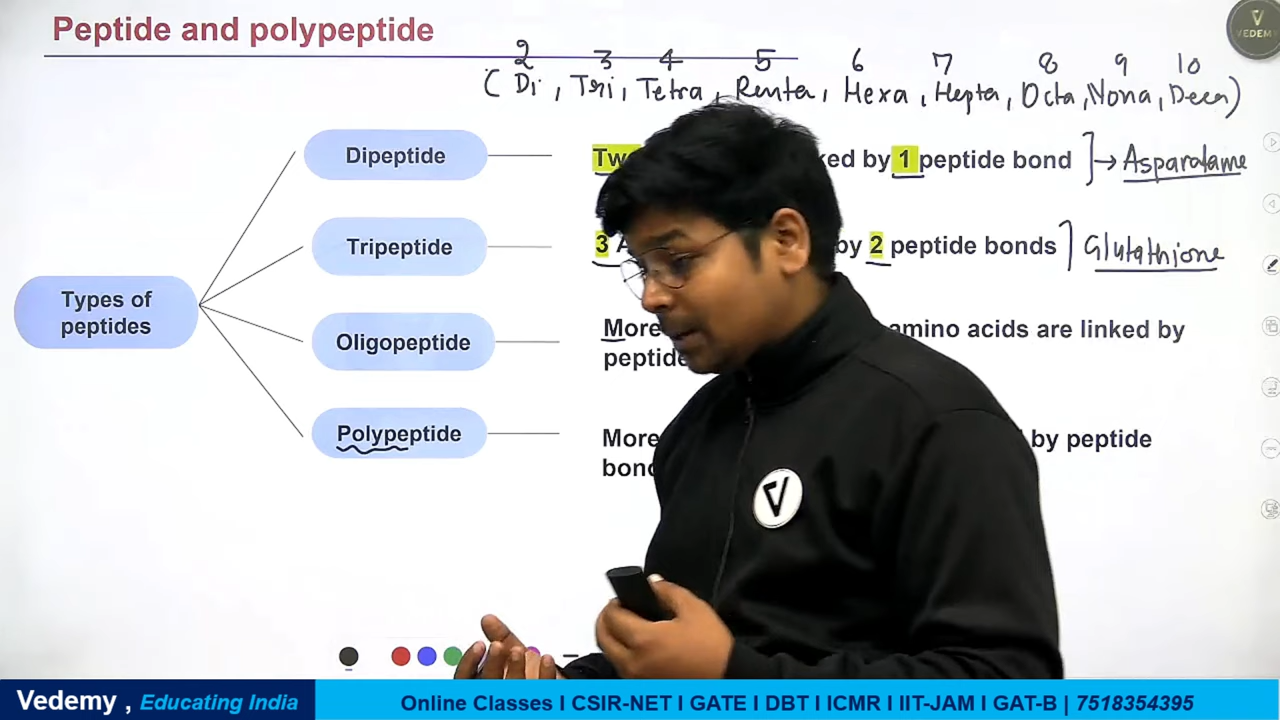 Peptide and polypeptide
VEDEMY
2 3 4 5 6 7 8 9 10
( Di , Tri, Tetra, Penta, Hexa, Hepta, Octa, Nona, Deca)
Dipeptide
ked by 1 peptide bond
Asparatame
Tripeptide
3 A by 2 peptide bonds
Glutathione
Types of
peptides
Oligopeptide
More amino acids are linked by
peptide
Polypeptide
More by peptide
bond
Vedemy , Educating India
Online Classes I CSIR-NET I GATE I DBT I ICMR I IIT-JAM I GAT-B | 7518354395